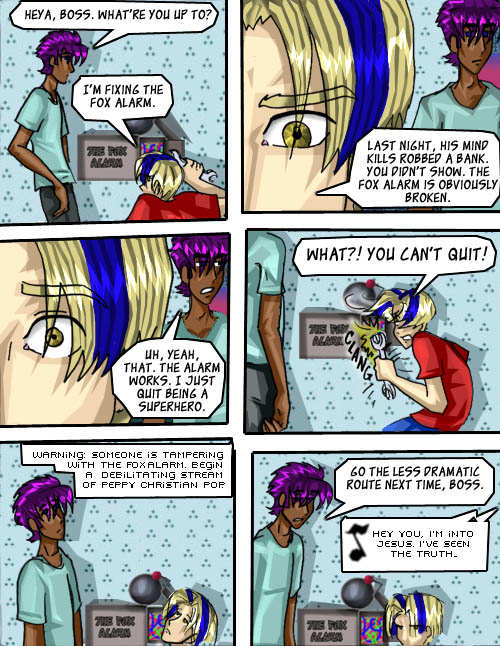 HEYA, BOSS. WHAT'RE YOU UP TO?
I'M FIXING THE
FOX ALARM.
THE FOX
ALARM
LAST NIGHT, HIS MIND
KILLS ROBBED A BANK.
YOU DIDN'T SHOW. THE
FOX ALARM IS OBVIOUSLY
BROKEN.
UH, YEAH,
THAT. THE ALARM
WORKS. I JUST
QUIT BEING A
SUPERHERO.
WHAT?! YOU CAN'T QUIT!
THE FOX
ALARM
CLANG!
WARNING: SOMEONE IS TAMPERING
WITH THE FOXALARM. BEGIN
A DEBILITATING STREAM
OF PEPPY CHRISTIAN POP.
THE FOX
ALARM
GO THE LESS DRAMATIC
ROUTE NEXT TIME, BOSS.
HEY YOU, I'M INTO
JESUS. I'VE SEEN
THE TRUTH...
THE FOX
ALARM